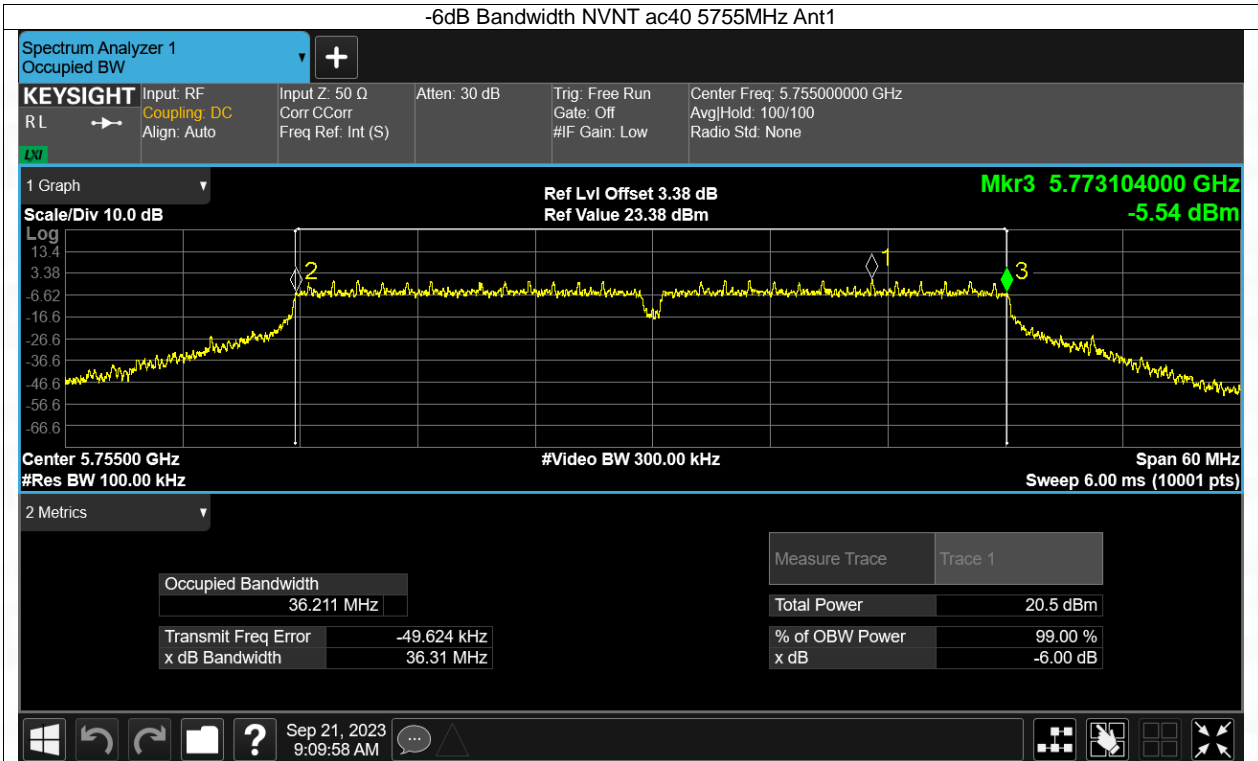 -6dB Bandwidth NVNT ac40 5755MHz Ant1
Spectrum Analyzer 1
Occupied BW
KEYSIGHT
R L
LXI
Input: RF
Coupling: DC
Align: Auto
Input Z: 50 Ω
Corr CCorr
Freq Ref: Int (S)
Atten: 30 dB
Trig: Free Run
Gate: Off
#IF Gain: Low
Center Freq: 5.755000000 GHz
Avg|Hold: 100/100
Radio Std: None
1 Graph
Scale/Div 10.0 dB
Ref Lvl Offset 3.38 dB
Ref Value 23.38 dBm
Mkr3 5.773104000 GHz
-5.54 dBm
Log
13.4
3.38
-6.62
-16.6
-26.6
-36.6
-46.6
-56.6
-66.6
2
1
3
Center 5.75500 GHz
#Video BW 300.00 kHz
Span 60 MHz
#Res BW 100.00 kHz
Sweep 6.00 ms (10001 pts)
2 Metrics
Measure Trace Trace 1
Occupied Bandwidth
36.211 MHz
Total Power 20.5 dBm
Transmit Freq Error -49.624 kHz
% of OBW Power 99.00 %
x dB Bandwidth 36.31 MHz
x dB -6.00 dB
?
Sep 21, 2023
9:09:58 AM